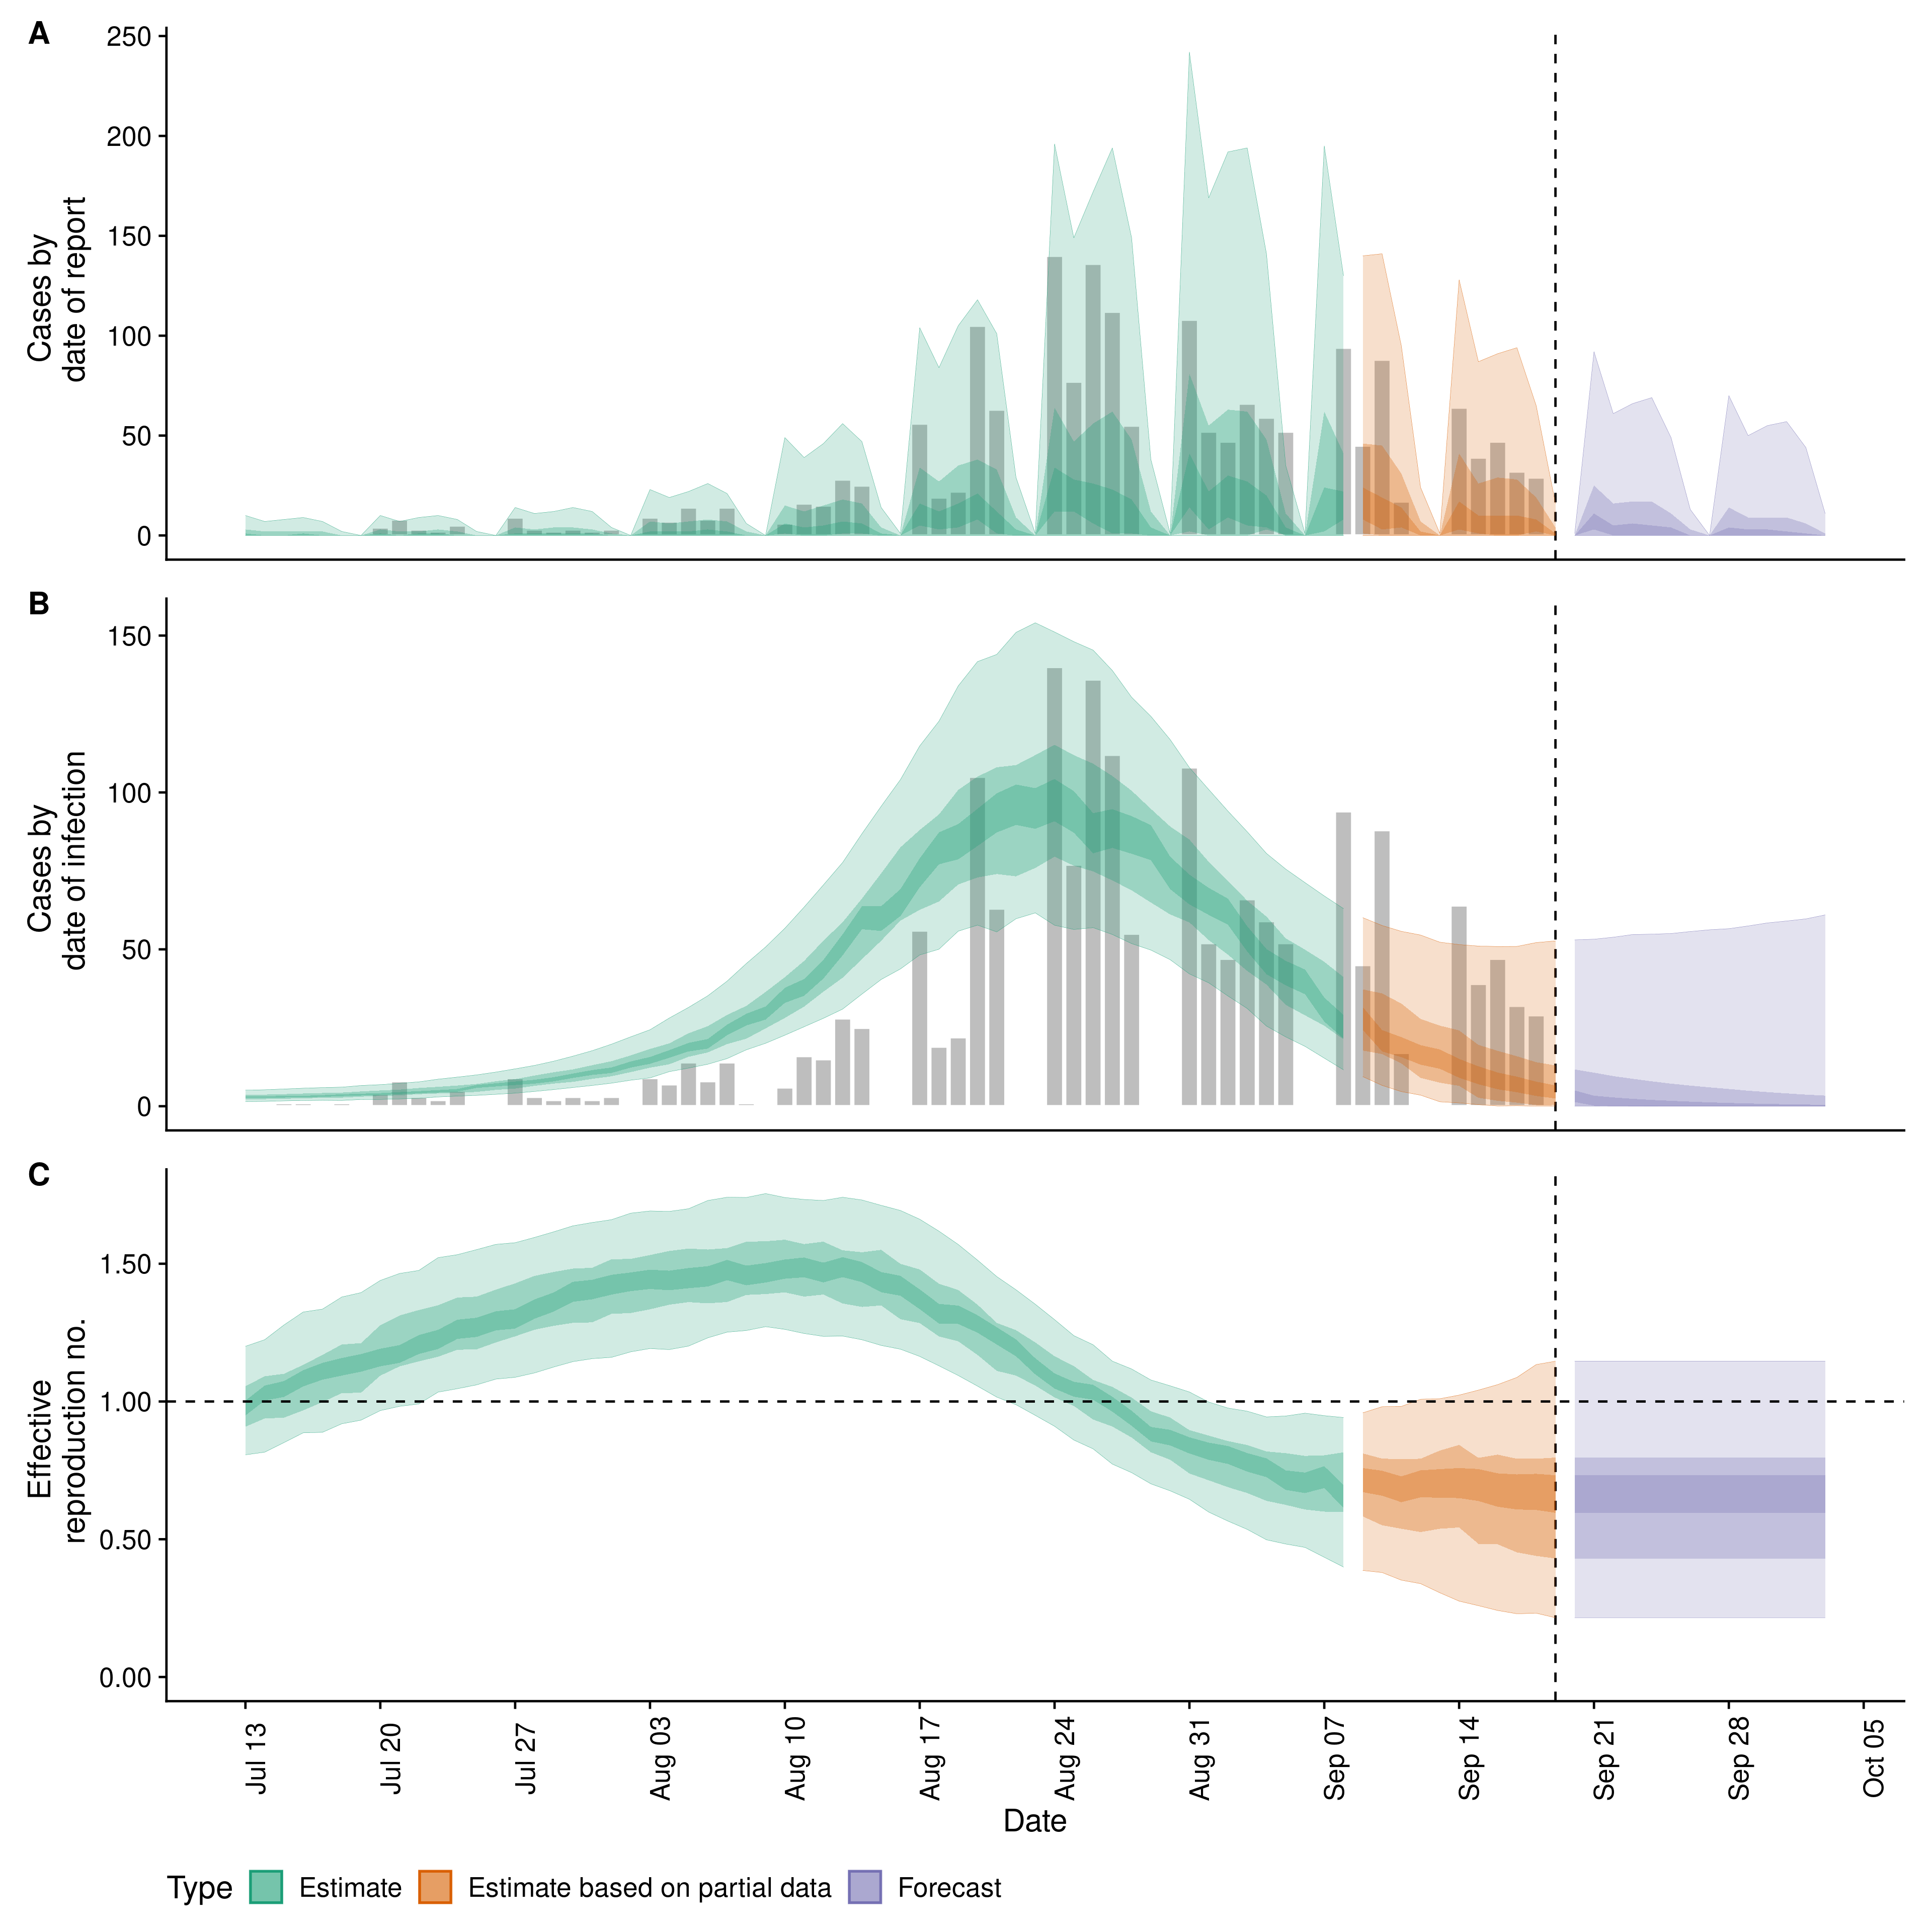 A
250
200
150
100
50
0
Cases by
date of report
B
150
100
50
0
Cases by
date of infection
C
1.50
1.00
0.50
0.00
Effective
reproduction no.
Jul 13
Jul 20
Jul 27
Aug 03
Aug 10
Aug 17
Aug 24
Aug 31
Sep 07
Sep 14
Sep 21
Sep 28
Oct 05
Date
Type Estimate Estimate based on partial data Forecast